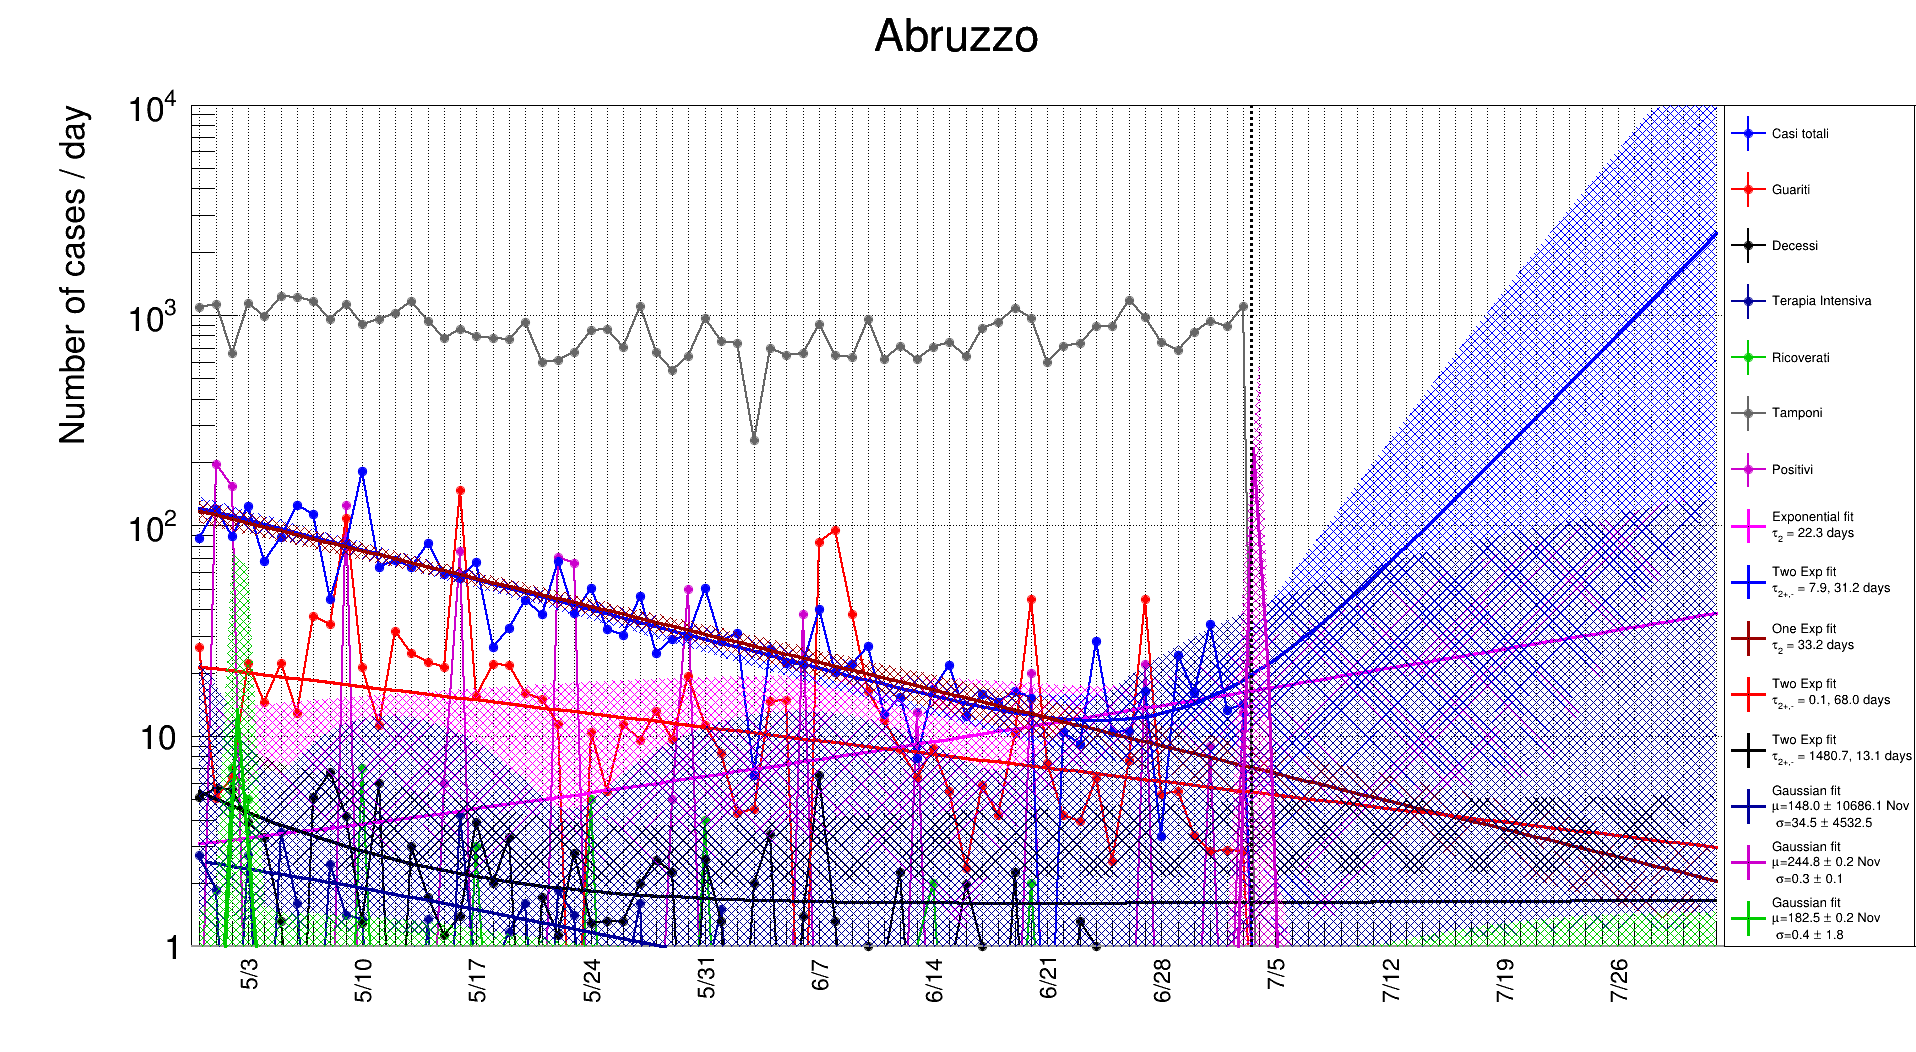 Abruzzo
Number of cases / day
10^4
10^3
10^2
10
1
5/3
5/10
5/17
5/24
5/31
6/7
6/14
6/21
6/28
7/5
7/12
7/19
7/26
Casi totali
Guariti
Decessi
Terapia Intensiva
Ricoverati
Tamponi
Positivi
Exponential fit
τ₂ = 22.3 days
Two Exp fit
τ₂₊,₋ = 7.9, 31.2 days
One Exp fit
τ₂ = 33.2 days
Two Exp fit
τ₂₊,₋ = 0.1, 68.0 days
Two Exp fit
τ₂₊,₋ = 1480.7, 13.1 days
Gaussian fit
μ=148.0 ± 10686.1 Nov
σ=34.5 ± 4532.5
Gaussian fit
μ=244.8 ± 0.2 Nov
σ=0.3 ± 0.1
Gaussian fit
μ=182.5 ± 0.2 Nov
σ=0.4 ± 1.8